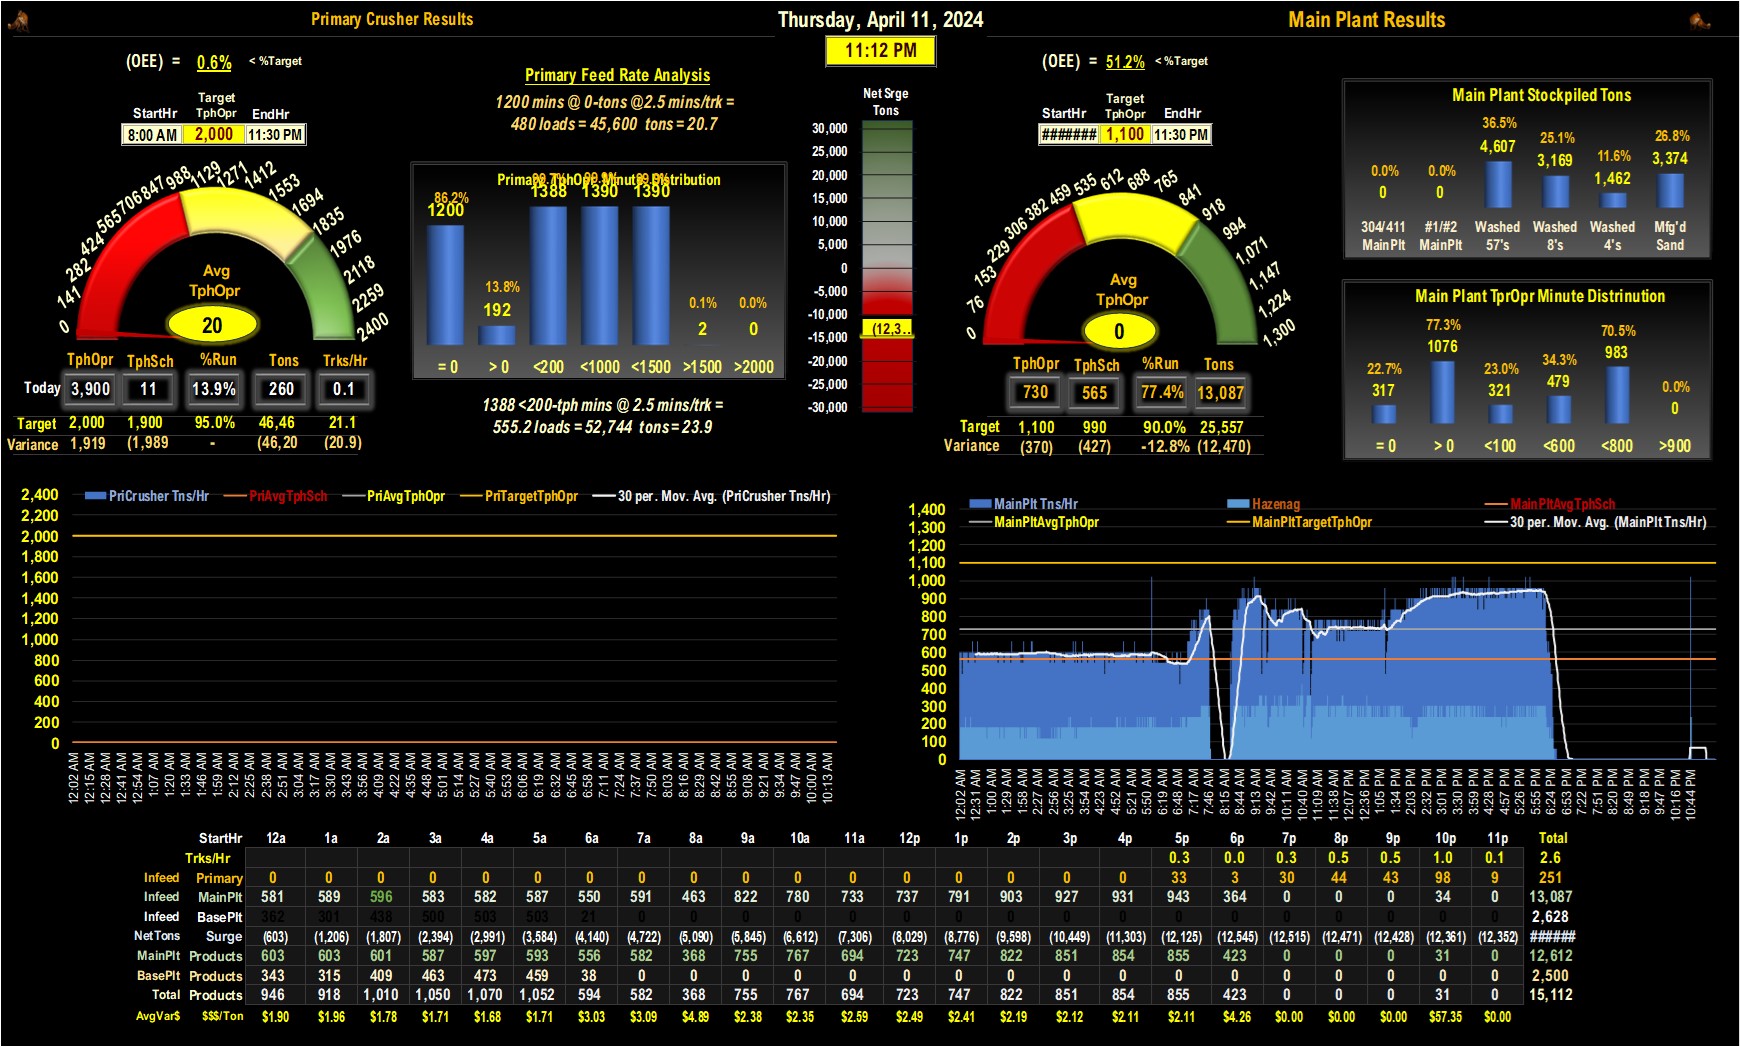 Primary Crusher Results
Thursday, April 11, 2024
Main Plant Results
11:12 PM
(OEE) = 0.6% < %Target
StartHr Target TphOpr EndHr
8:00 AM 2,000 11:30 PM
0 141 282 424 565 706 847 988 1129 1271 1412 1553 1694 1835 1976 2118 2259 2400
Avg
TphOpr
20
TphOpr TphSch %Run Tons Trks/Hr
Today 3,900 11 13.9% 260 0.1
Target 2,000 1,900 95.0% 46,46 21.1
Variance 1,919 (1,989 - (46,20 (20.9)
Primary Feed Rate Analysis
1200 mins @ 0-tons @2.5 mins/trk =
480 loads = 45,600 tons = 20.7
Primary TphOpr Minute Distribution
86.2% 13.8% 0.1% 0.0%
1200 192 1388 1390 1390 2 0
= 0 > 0 <200 <1000 <1500 >1500 >2000
1388 <200-tph mins @ 2.5 mins/trk =
555.2 loads = 52,744 tons = 23.9
Net Srge
Tons
30,000
25,000
20,000
15,000
10,000
5,000
0
-5,000
-10,000
-15,000
-20,000
-25,000
-30,000
(12,3..
(OEE) = 51.2% < %Target
StartHr Target TphOpr EndHr
####### 1,100 11:30 PM
0 76 153 229 306 382 459 535 612 688 765 841 918 994 1,071 1,147 1,224 1,300
Avg
TphOpr
0
TphOpr TphSch %Run Tons
730 565 77.4% 13,087
Target 1,100 990 90.0% 25,557
Variance (370) (427) -12.8% (12,470)
Main Plant Stockpiled Tons
0.0% 0.0% 36.5% 25.1% 11.6% 26.8%
0 0 4,607 3,169 1,462 3,374
304/411 #1/#2 Washed Washed Washed Mfg'd
MainPlt MainPlt 57's 8's 4's Sand
Main Plant TprOpr Minute Distrinution
22.7% 77.3% 23.0% 34.3% 70.5% 0.0%
317 1076 321 479 983 0
= 0 > 0 <100 <600 <800 >900
PriCrusher Tns/Hr PriAvgTphSch PriAvgTphOpr PriTargetTphOpr 30 per. Mov. Avg. (PriCrusher Tns/Hr)
2,400
2,200
2,000
1,800
1,600
1,400
1,200
1,000
800
600
400
200
0
12:02 AM 12:15 AM 12:28 AM 12:41 AM 12:54 AM 1:07 AM 1:20 AM 1:33 AM 1:46 AM 1:59 AM 2:12 AM 2:25 AM 2:38 AM 2:51 AM 3:04 AM 3:17 AM 3:30 AM 3:43 AM 3:56 AM 4:09 AM 4:22 AM 4:35 AM 4:48 AM 5:01 AM 5:14 AM 5:27 AM 5:40 AM 5:53 AM 6:06 AM 6:19 AM 6:32 AM 6:45 AM 6:58 AM 7:11 AM 7:24 AM 7:37 AM 7:50 AM 8:03 AM 8:16 AM 8:29 AM 8:42 AM 8:55 AM 9:08 AM 9:21 AM 9:34 AM 9:47 AM 10:00 AM 10:13 AM
MainPlt Tns/Hr Hazenag MainPltAvgTphSch
MainPltAvgTphOpr MainPltTargetTphOpr 30 per. Mov. Avg. (MainPlt Tns/Hr)
1,400
1,300
1,200
1,100
1,000
900
800
700
600
500
400
300
200
100
0
12:02 AM 12:31 AM 1:00 AM 1:29 AM 1:58 AM 2:27 AM 2:56 AM 3:25 AM 3:54 AM 4:23 AM 4:52 AM 5:21 AM 5:50 AM 6:19 AM 6:48 AM 7:17 AM 7:46 AM 8:15 AM 8:44 AM 9:13 AM 9:42 AM 10:11 AM 10:40 AM 11:09 AM 11:38 AM 12:07 PM 12:36 PM 1:05 PM 1:34 PM 2:03 PM 2:32 PM 3:01 PM 3:30 PM 3:59 PM 4:28 PM 4:57 PM 5:26 PM 5:55 PM 6:24 PM 6:53 PM 7:22 PM 7:51 PM 8:20 PM 8:49 PM 9:18 PM 9:47 PM 10:16 PM 10:44 PM
StartHr 12a 1a 2a 3a 4a 5a 6a 7a 8a 9a 10a 11a 12p 1p 2p 3p 4p 5p 6p 7p 8p 9p 10p 11p Total
Trks/Hr 0.3 0.0 0.3 0.5 0.5 1.0 0.1 2.6
Infeed Primary 0 0 0 0 0 0 0 0 0 0 0 0 0 0 0 0 0 33 3 30 44 43 98 9 251
Infeed MainPlt 581 589 596 583 582 587 550 591 463 822 780 733 737 791 903 927 931 943 364 0 0 0 34 0 13,087
Infeed BasePlt 362 301 438 500 503 503 21 0 0 0 0 0 0 0 0 0 0 0 0 0 0 0 0 0 2,628
NetTons Surge (603) (1,206) (1,807) (2,394) (2,991) (3,584) (4,140) (4,722) (5,090) (5,845) (6,612) (7,306) (8,029) (8,776) (9,598) (10,449) (11,303) (12,125) (12,545) (12,515) (12,471) (12,428) (12,361) (12,352) ######
MainPlt Products 603 603 601 587 597 593 556 582 368 755 767 694 723 747 822 851 854 855 423 0 0 0 31 0 12,612
BasePlt Products 343 315 409 463 473 459 38 0 0 0 0 0 0 0 0 0 0 0 0 0 0 0 0 0 2,500
Total Products 946 918 1,010 1,050 1,070 1,052 594 582 368 755 767 694 723 747 822 851 854 855 423 0 0 0 31 0 15,112
AvgVar$ $$$/Ton $1.90 $1.96 $1.78 $1.71 $1.68 $1.71 $3.03 $3.09 $4.89 $2.38 $2.35 $2.59 $2.49 $2.41 $2.19 $2.12 $2.11 $2.11 $4.26 $0.00 $0.00 $0.00 $57.35 $0.00